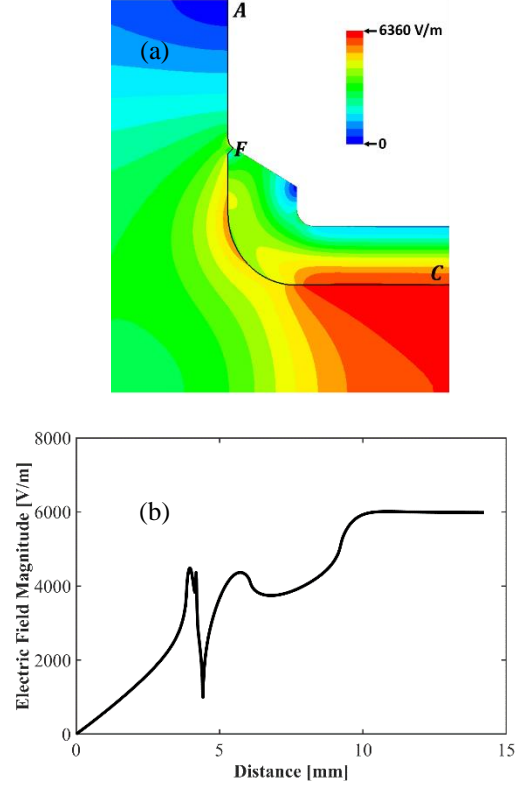 (a)
A
6360 V/m
0
F
C
(b)
Electric Field Magnitude [V/m]
8000
6000
4000
2000
0
0 5 10 15
Distance [mm]